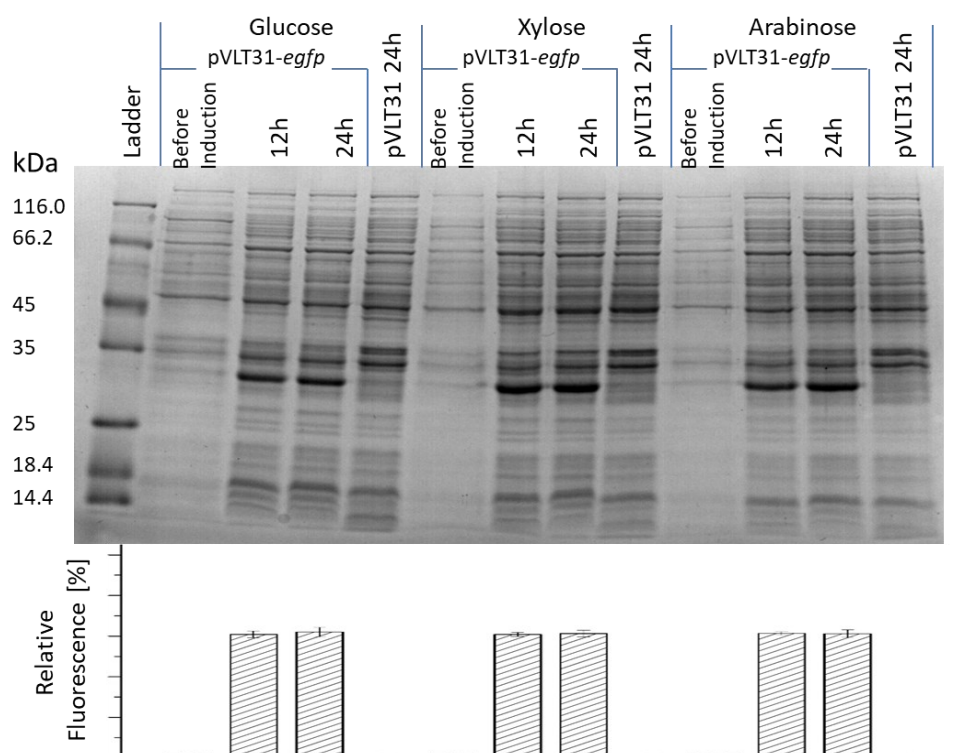 Glucose
Xylose
Arabinose
pVLT31-egfp
pVLT31-egfp
pVLT31-egfp
Ladder
Before
Induction
12h
24h
pVLT31 24h
Before
Induction
12h
24h
pVLT31 24h
Before
Induction
12h
24h
pVLT31 24h
kDa
116.0
66.2
45
35
25
18.4
14.4
Relative
Fluorescence [%]